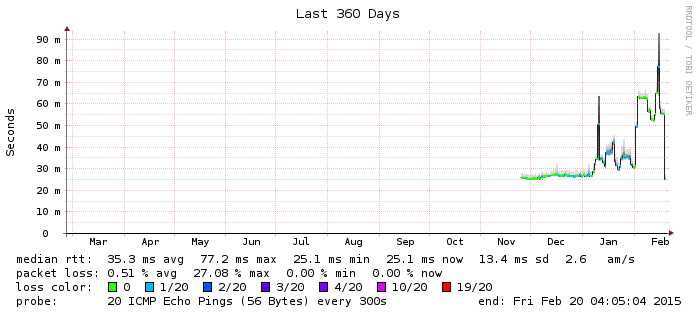 Last 360 Days
RRDTOOL / TOBI OETIKER
Seconds
90 m
80 m
70 m
60 m
50 m
40 m
30 m
20 m
10 m
0
Mar Apr May Jun Jul Aug Sep Oct Nov Dec Jan Feb
median rtt: 35.3 ms avg 77.2 ms max 25.1 ms min 25.1 ms now 13.4 ms sd 2.6 am/s
packet loss: 0.51 % avg 27.08 % max 0.00 % min 0.00 % now
loss color: 0 1/20 2/20 3/20 4/20 10/20 19/20
probe: 20 ICMP Echo Pings (56 Bytes) every 300s end: Fri Feb 20 04:05:04 2015